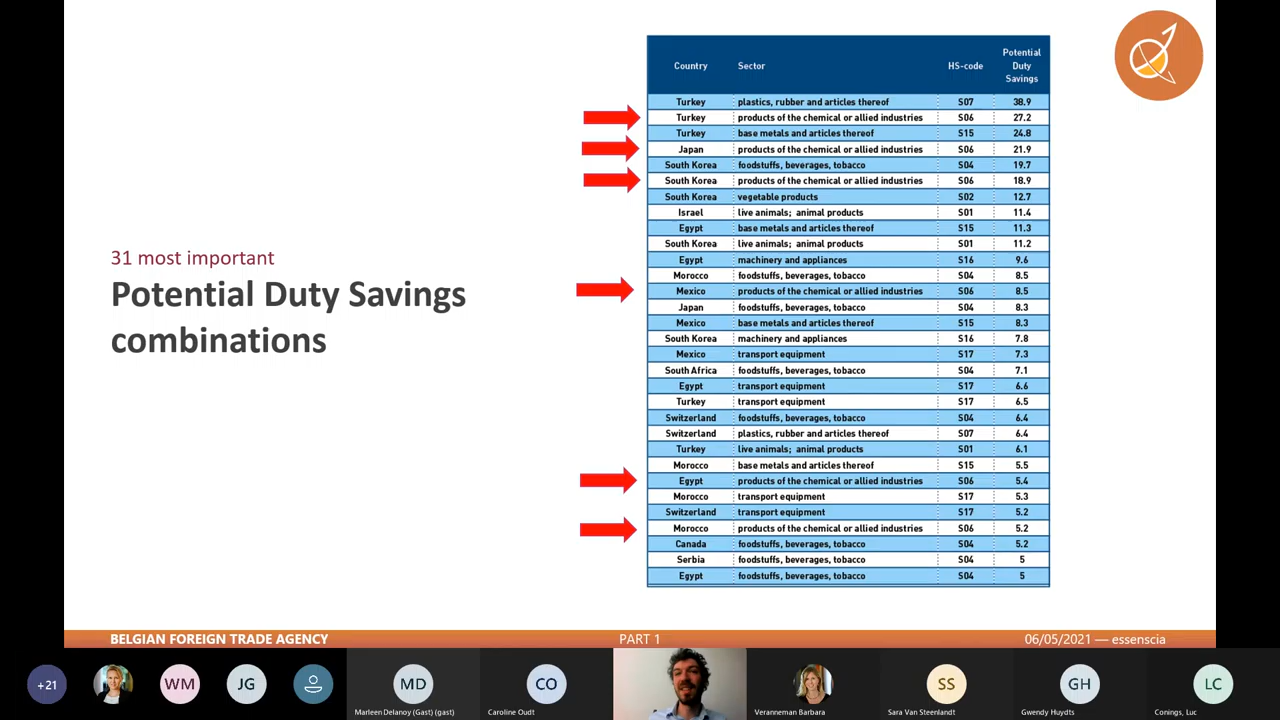 31 most important
Potential Duty Savings
combinations
Country Sector HS-code Potential Duty Savings
Turkey plastics, rubber and articles thereof S07 38.9
Turkey products of the chemical or allied industries S06 27.2
Turkey base metals and articles thereof S15 24.8
Japan products of the chemical or allied industries S06 21.9
South Korea foodstuffs, beverages, tobacco S04 19.7
South Korea products of the chemical or allied industries S06 18.9
South Korea vegetable products S02 12.7
Israel live animals; animal products S01 11.4
Egypt base metals and articles thereof S15 11.3
South Korea live animals; animal products S01 11.2
Egypt machinery and appliances S16 9.6
Morocco foodstuffs, beverages, tobacco S04 8.5
Mexico products of the chemical or allied industries S06 8.5
Japan foodstuffs, beverages, tobacco S04 8.3
Mexico base metals and articles thereof S15 8.3
South Korea machinery and appliances S16 7.8
Mexico transport equipment S17 7.3
South Africa foodstuffs, beverages, tobacco S04 7.1
Egypt transport equipment S17 6.6
Turkey transport equipment S17 6.5
Switzerland foodstuffs, beverages, tobacco S04 6.4
Switzerland plastics, rubber and articles thereof S07 6.4
Turkey live animals; animal products S01 6.1
Morocco base metals and articles thereof S15 5.5
Egypt products of the chemical or allied industries S06 5.4
Morocco transport equipment S17 5.3
Switzerland transport equipment S17 5.2
Morocco products of the chemical or allied industries S06 5.2
Canada foodstuffs, beverages, tobacco S04 5.2
Serbia foodstuffs, beverages, tobacco S04 5
Egypt foodstuffs, beverages, tobacco S04 5
BELGIAN FOREIGN TRADE AGENCY PART 1 06/05/2021 — essenscia
+21 WM JG MD CO SS GH LC
Marleen Delanoy (Gast) (gast) Caroline Oudt Veranneman Barbara Sara Van Steenlandt Gwendy Huydts Conings, Luc